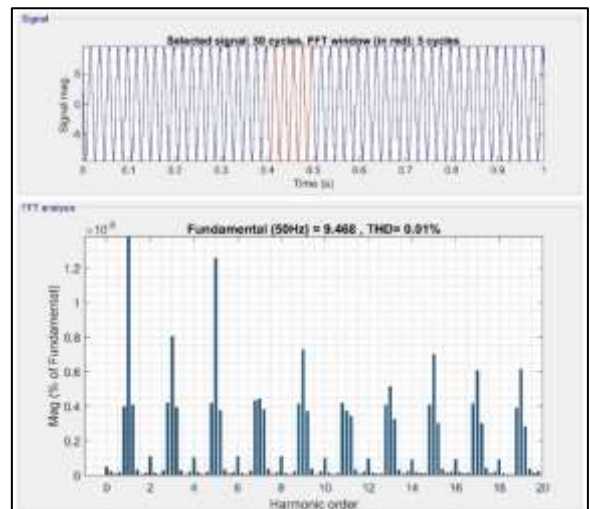 Signal
Selected signal: 50 cycles. FFT window (in red): 5 cycles
Signal mag.
5
0
-5
0 0.1 0.2 0.3 0.4 0.5 0.6 0.7 0.8 0.9 1
Time (s)
FFT analysis
Fundamental (50Hz) = 9.468 , THD= 0.01%
Mag (% of Fundamental)
1.2
1
0.8
0.6
0.4
0.2
0
0 2 4 6 8 10 12 14 16 18 20
Harmonic order